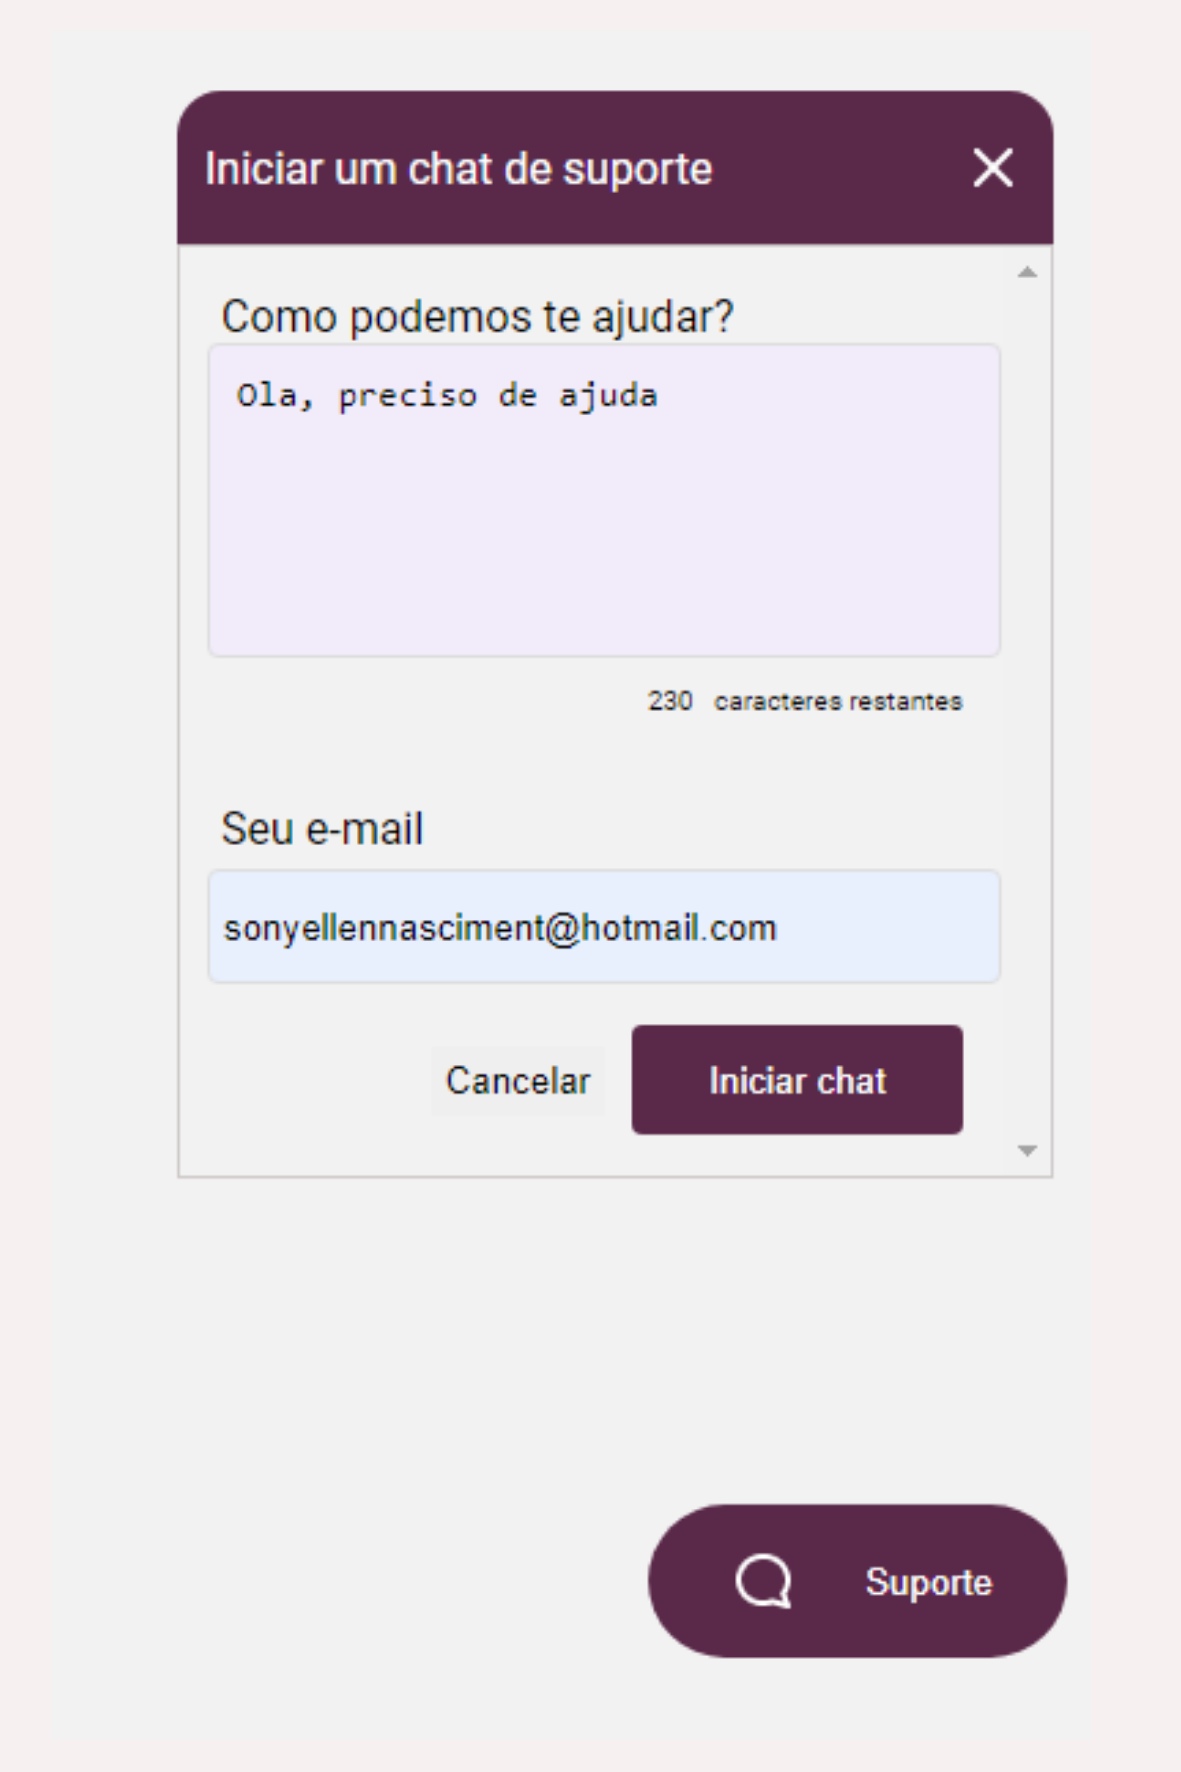 Iniciar um chat de suporte
Como podemos te ajudar?
Ola, preciso de ajuda
230 caracteres restantes
Seu e-mail
sonyellennasciment@hotmail.com
Cancelar
Iniciar chat
Suporte